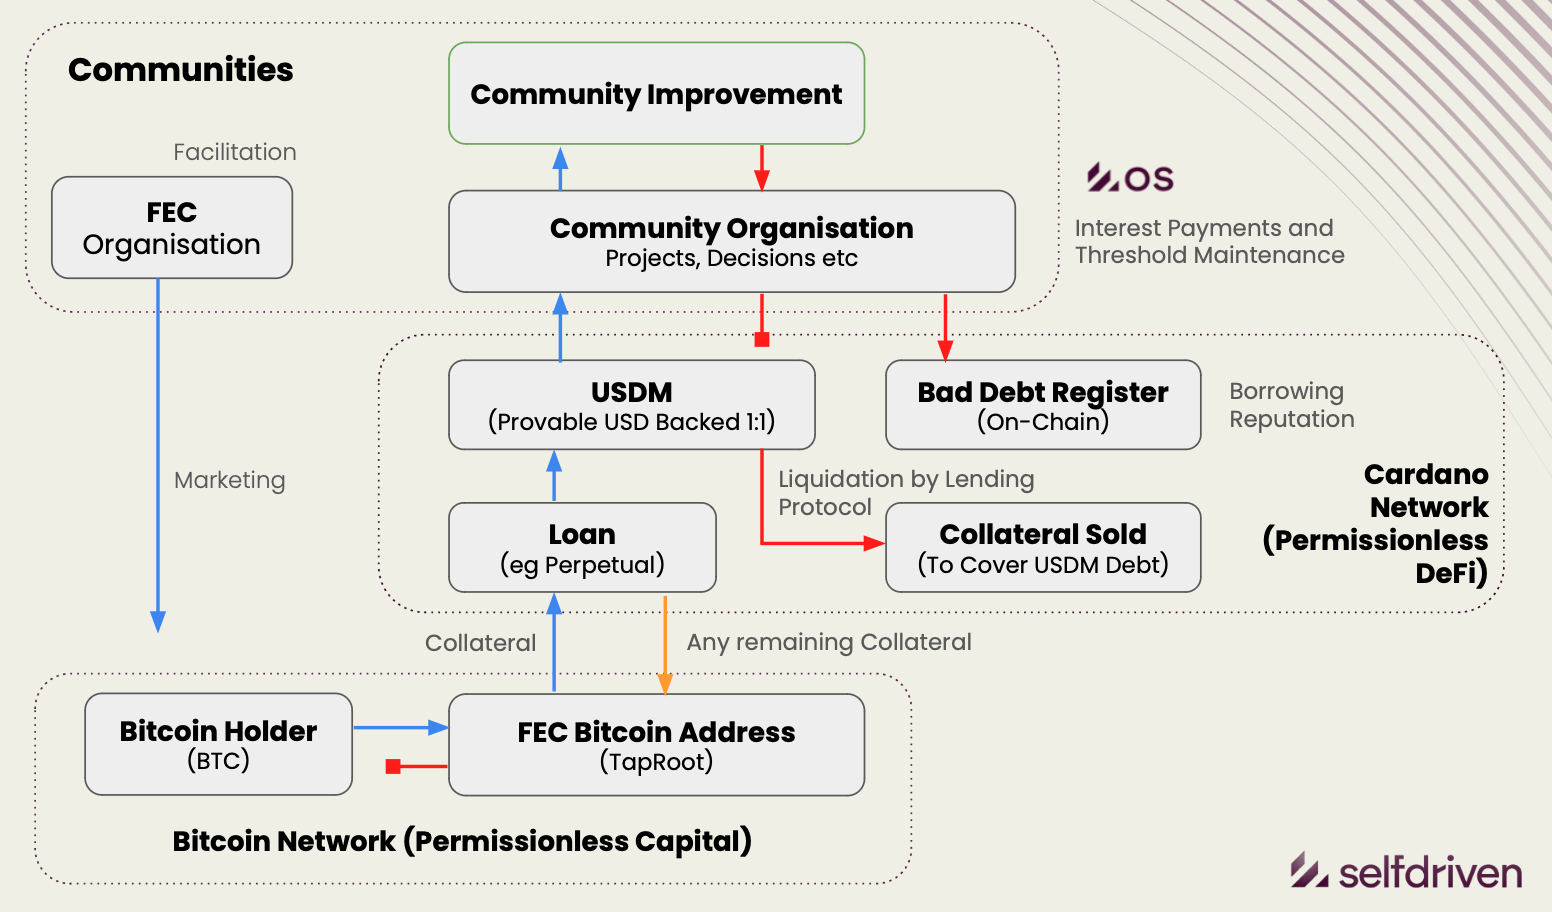 Communities
Community Improvement
Facilitation
FEC
Organisation
Community Organisation
Projects, Decisions etc
OS
Interest Payments and
Threshold Maintenance
USDM
(Provable USD Backed 1:1)
Bad Debt Register
(On-Chain)
Borrowing
Reputation
Marketing
Liquidation by Lending
Protocol
Cardano
Network
(Permissionless
DeFi)
Loan
(eg Perpetual)
Collateral Sold
(To Cover USDM Debt)
Collateral
Any remaining Collateral
Bitcoin Holder
(BTC)
FEC Bitcoin Address
(TapRoot)
Bitcoin Network (Permissionless Capital)
selfdriven